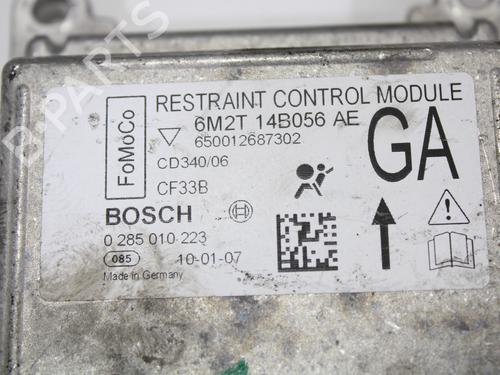 RESTRAINT CONTROL MODULE
FoMoCo
6M2T 14B056 AE
GA
650012687302
CD340/06
CF33B
BOSCH
0 285 010 223
085
10-01-07
Made in Germany
B-PARTS